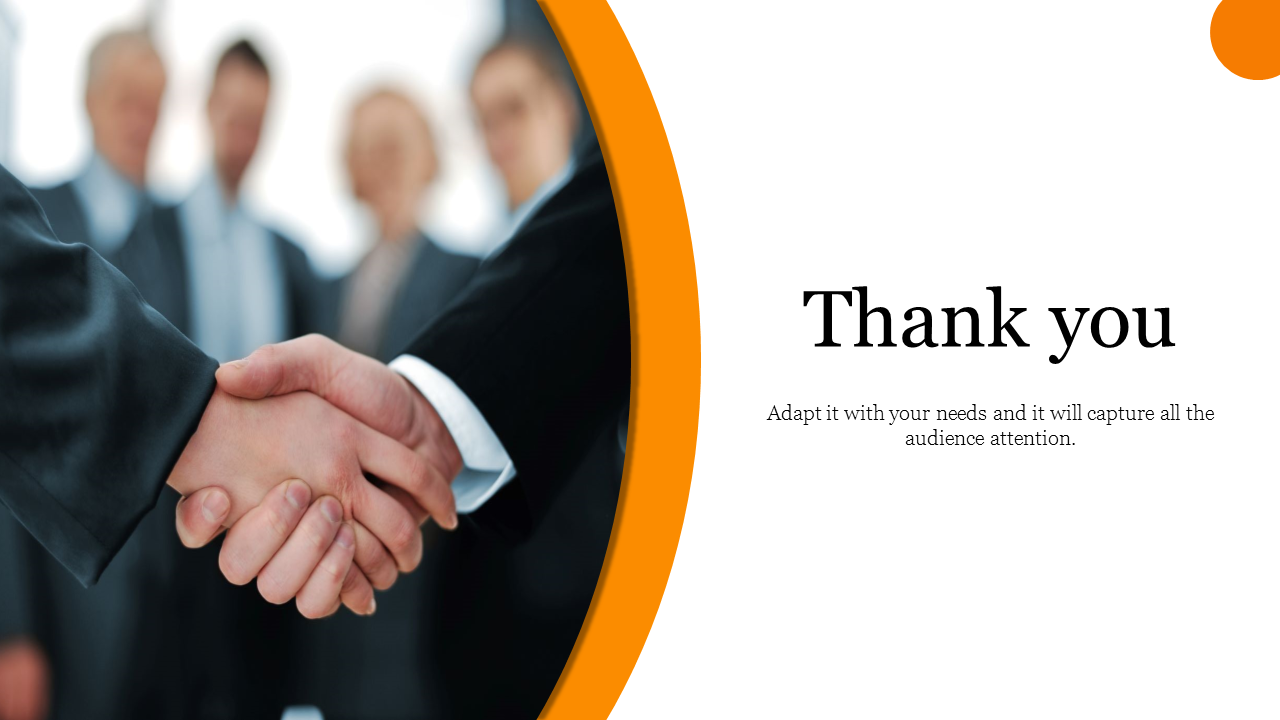 Thank you
Adapt it with your needs and it will capture all the
audience attention.